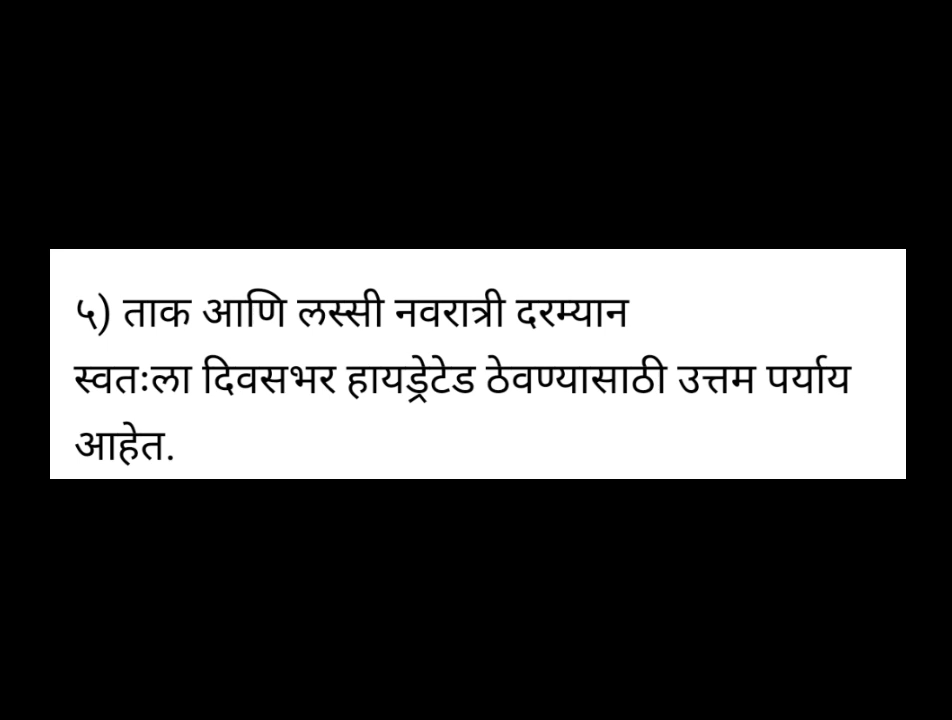 ५) ताक आणि लस्सी नवरात्री दरम्यान
स्वतःला दिवसभर हायड्रेटेड ठेवण्यासाठी उत्तम पर्याय
आहेत.